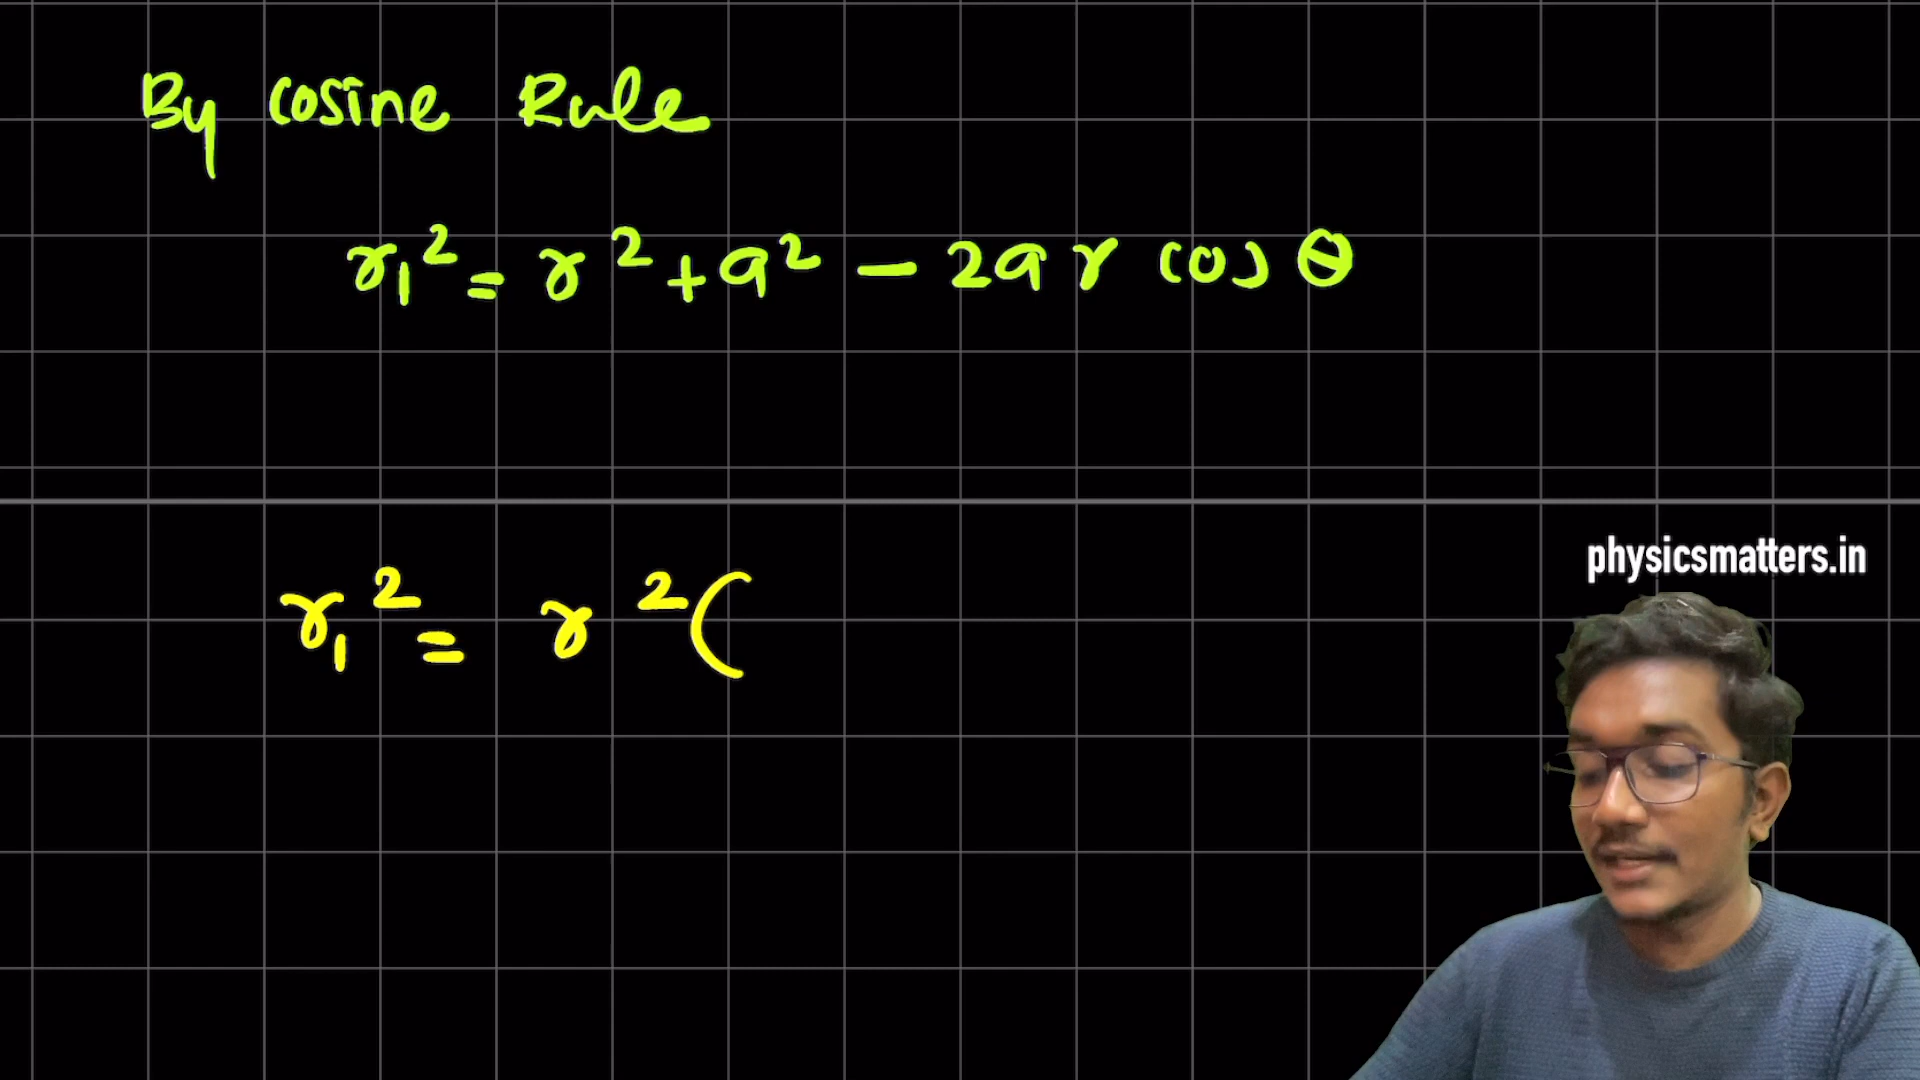 By cosine Rule
r₁² = r² + a² - 2ar cos θ
r₁² = r² (
physicsmatters.in